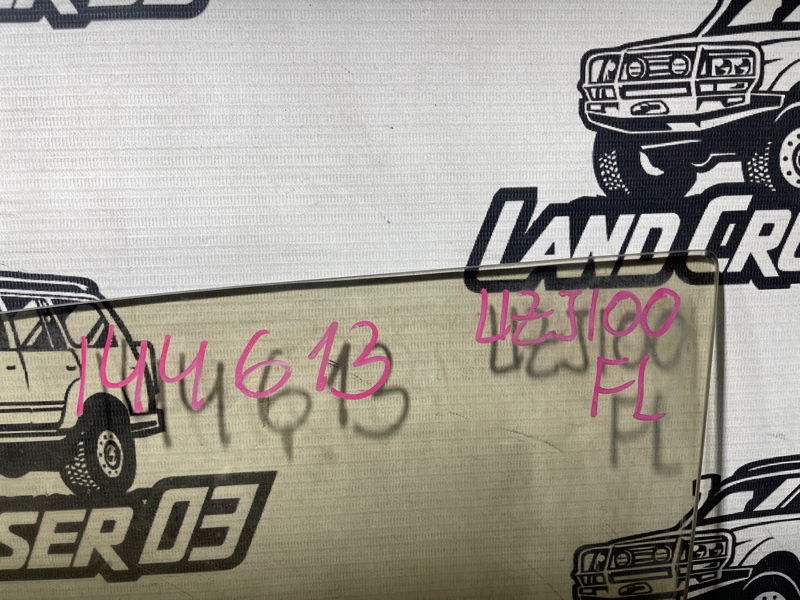 LAND CRU
UZJ100
144613
FL
SER 03